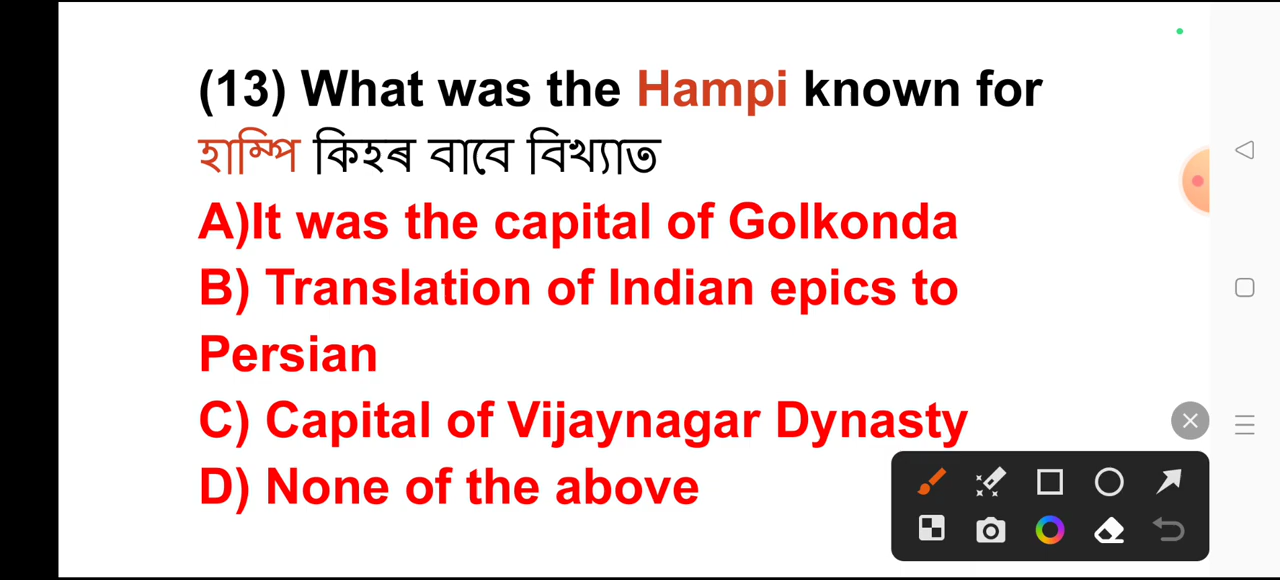 (13) What was the Hampi known for
হাম্পি কিহৰ বাবে বিখ্যাত
A)It was the capital of Golkonda
B) Translation of Indian epics to
Persian
C) Capital of Vijaynagar Dynasty
D) None of the above